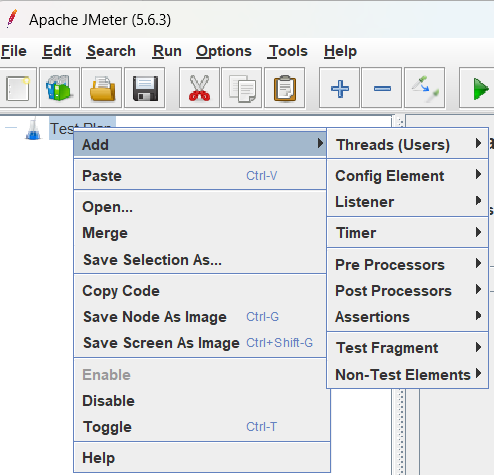 Apache JMeter (5.6.3)
File Edit Search Run Options Tools Help
Test Plan
Add
Paste Ctrl-V
Open...
Merge
Save Selection As...
Copy Code
Save Node As Image Ctrl-G
Save Screen As Image Ctrl+Shift-G
Enable
Disable
Toggle Ctrl-T
Help
Threads (Users)
Config Element
Listener
Timer
Pre Processors
Post Processors
Assertions
Test Fragment
Non-Test Elements